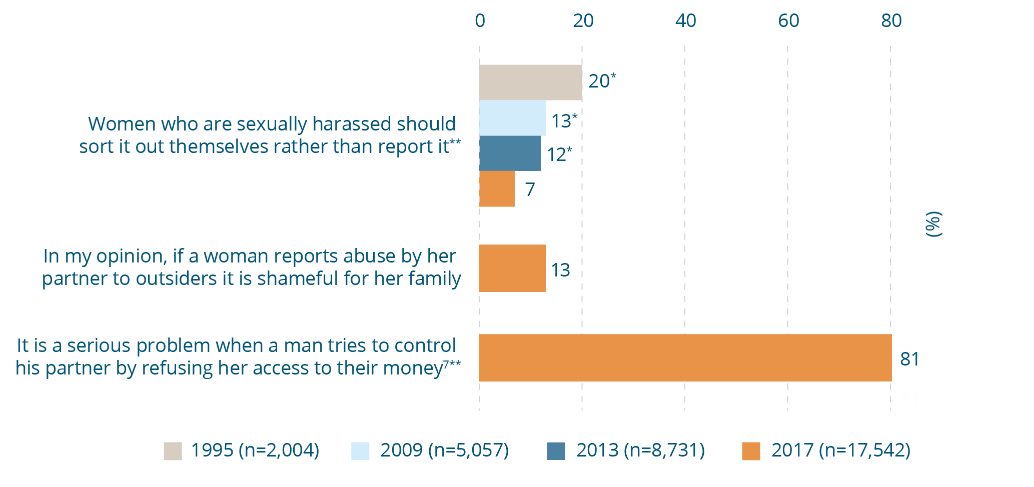 0 20 40 60 80
20*
Women who are sexually harassed should
13*
sort it out themselves rather than report it**
12*
7
(%)
In my opinion, if a woman reports abuse by her
partner to outsiders it is shameful for her family
13
It is a serious problem when a man tries to control
his partner by refusing her access to their money7**
81
1995 (n=2,004) 2009 (n=5,057) 2013 (n=8,731) 2017 (n=17,542)